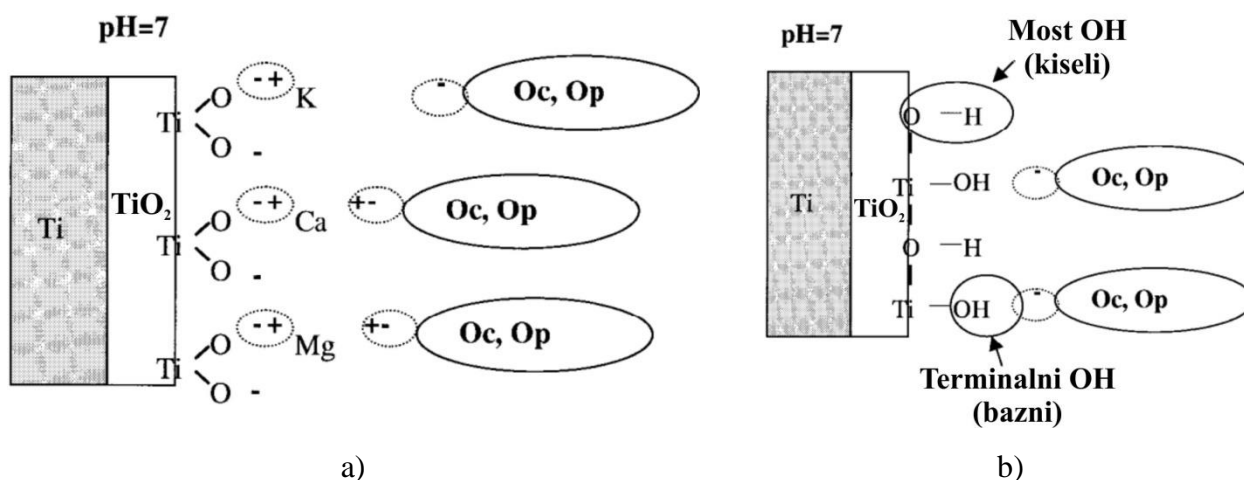 pH=7
O - + K
- Oc, Op
Ti
O -
TiO₂
Ti
O - + Ca
+ - Oc, Op
Ti
O -
O - + Mg
+ - Oc, Op
Ti
O -
a)
pH=7
Most OH
(kiseli)
O —H
Ti —OH
- Oc, Op
Ti
TiO₂
O —H
Ti —OH
- Oc, Op
Terminalni OH
(bazni)
b)